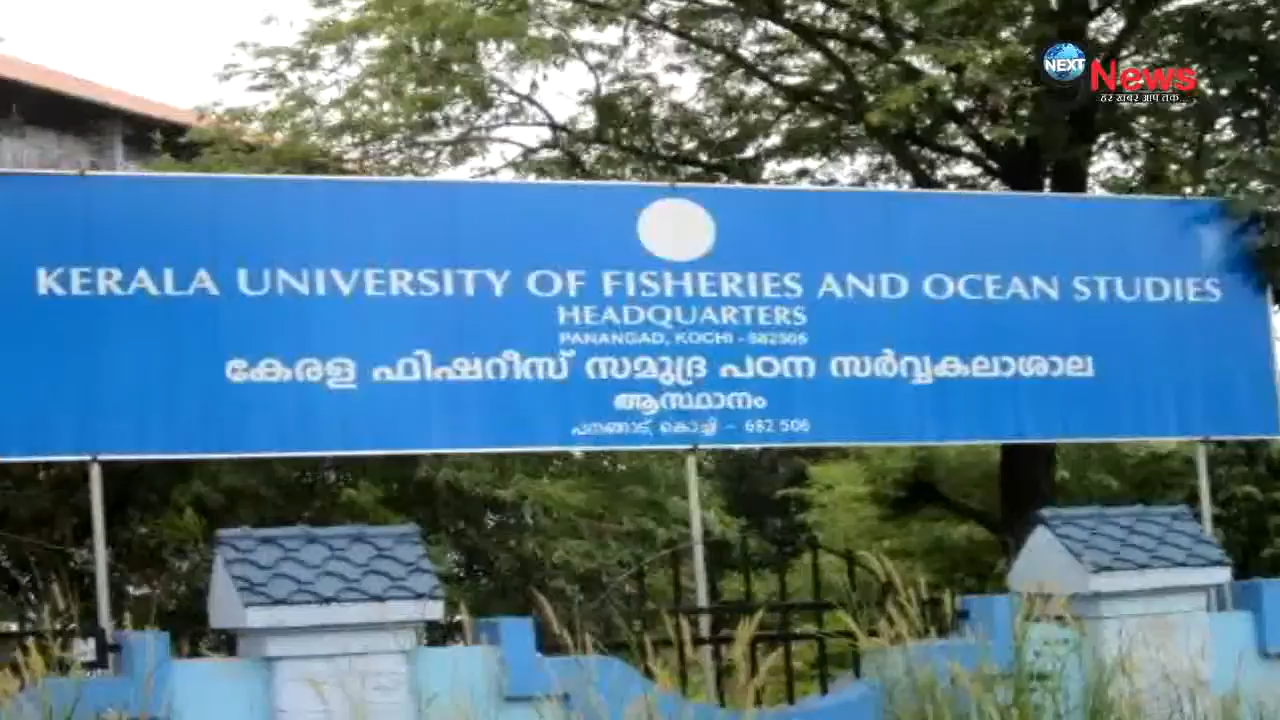 NEXT
News
हर खबर आप तक
KERALA UNIVERSITY OF FISHERIES AND OCEAN STUDIES
HEADQUARTERS
PANANGAD, KOCHI - 682506
കേരള ഫിഷറീസ് സമുദ്ര പഠന സർവ്വകലാശാല
ആസ്ഥാനം
പനങ്ങാട്, കൊച്ചി - 682 506